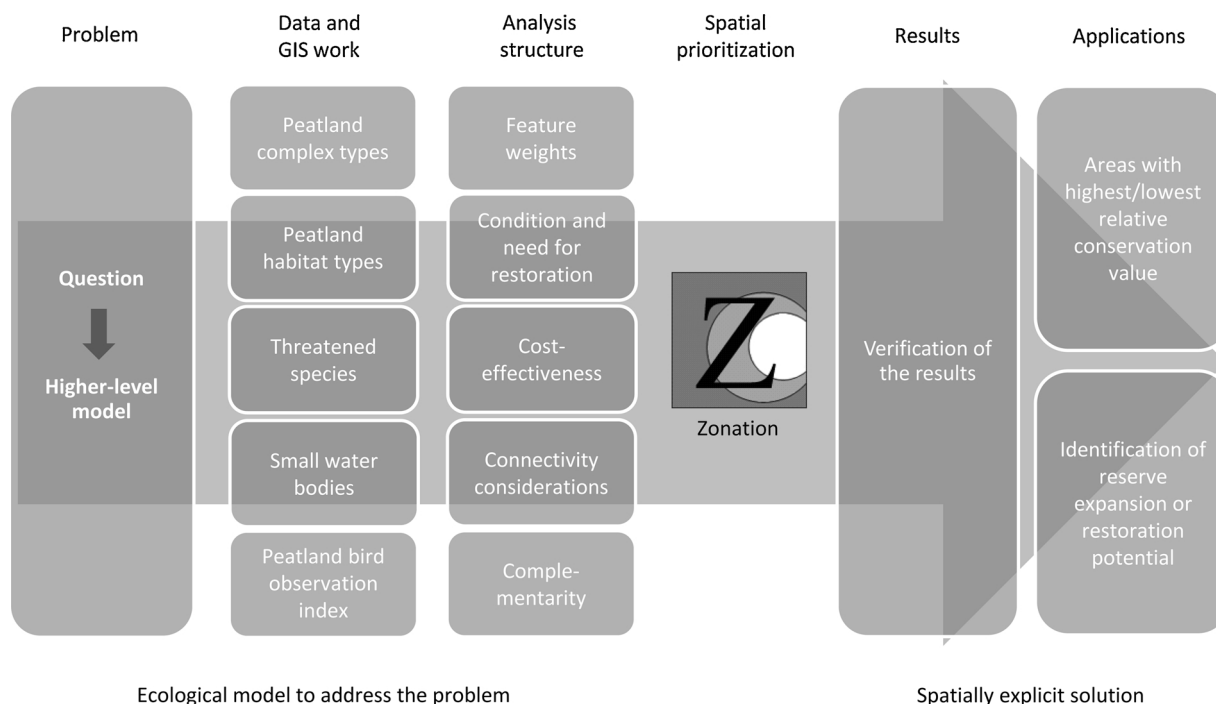 Problem
Data and
GIS work
Analysis
structure
Spatial
prioritization
Results
Applications
Question
Higher-level
model
Peatland
complex types
Peatland
habitat types
Threatened
species
Small water
bodies
Peatland bird
observation
index
Feature
weights
Condition and
need for
restoration
Cost-
effectiveness
Connectivity
considerations
Comple-
mentarity
Z
Zonation
Verification of
the results
Areas with
highest/lowest
relative
conservation
value
Identification of
reserve
expansion or
restoration
potential
Ecological model to address the problem
Spatially explicit solution